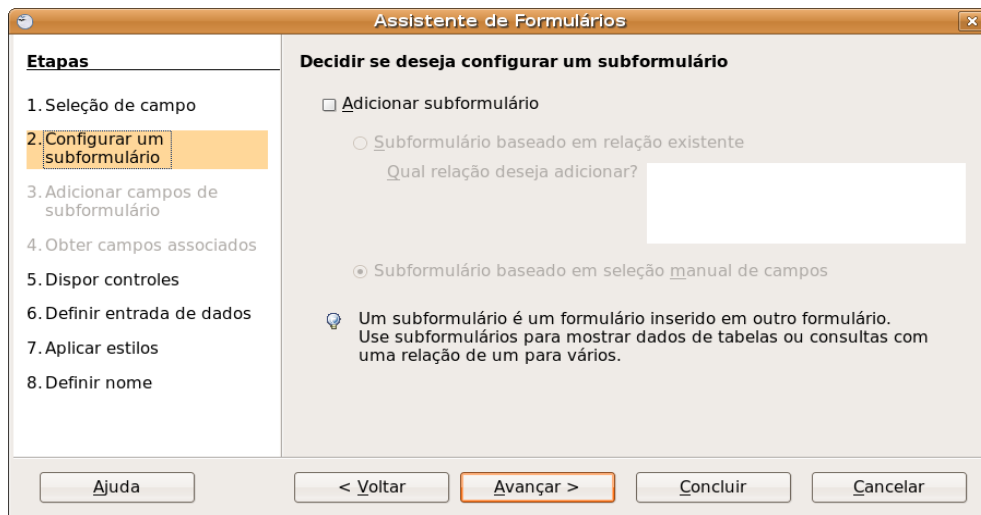 Assistente de Formulários
Etapas
1. Seleção de campo
2. Configurar um
subformulário
3. Adicionar campos de
subformulário
4. Obter campos associados
5. Dispor controles
6. Definir entrada de dados
7. Aplicar estilos
8. Definir nome
Decidir se deseja configurar um subformulário
Adicionar subformulário
Subformulário baseado em relação existente
Qual relação deseja adicionar?
Subformulário baseado em seleção manual de campos
Um subformulário é um formulário inserido em outro formulário.
Use subformulários para mostrar dados de tabelas ou consultas com
uma relação de um para vários.
Ajuda
< Voltar
Avançar >
Concluir
Cancelar